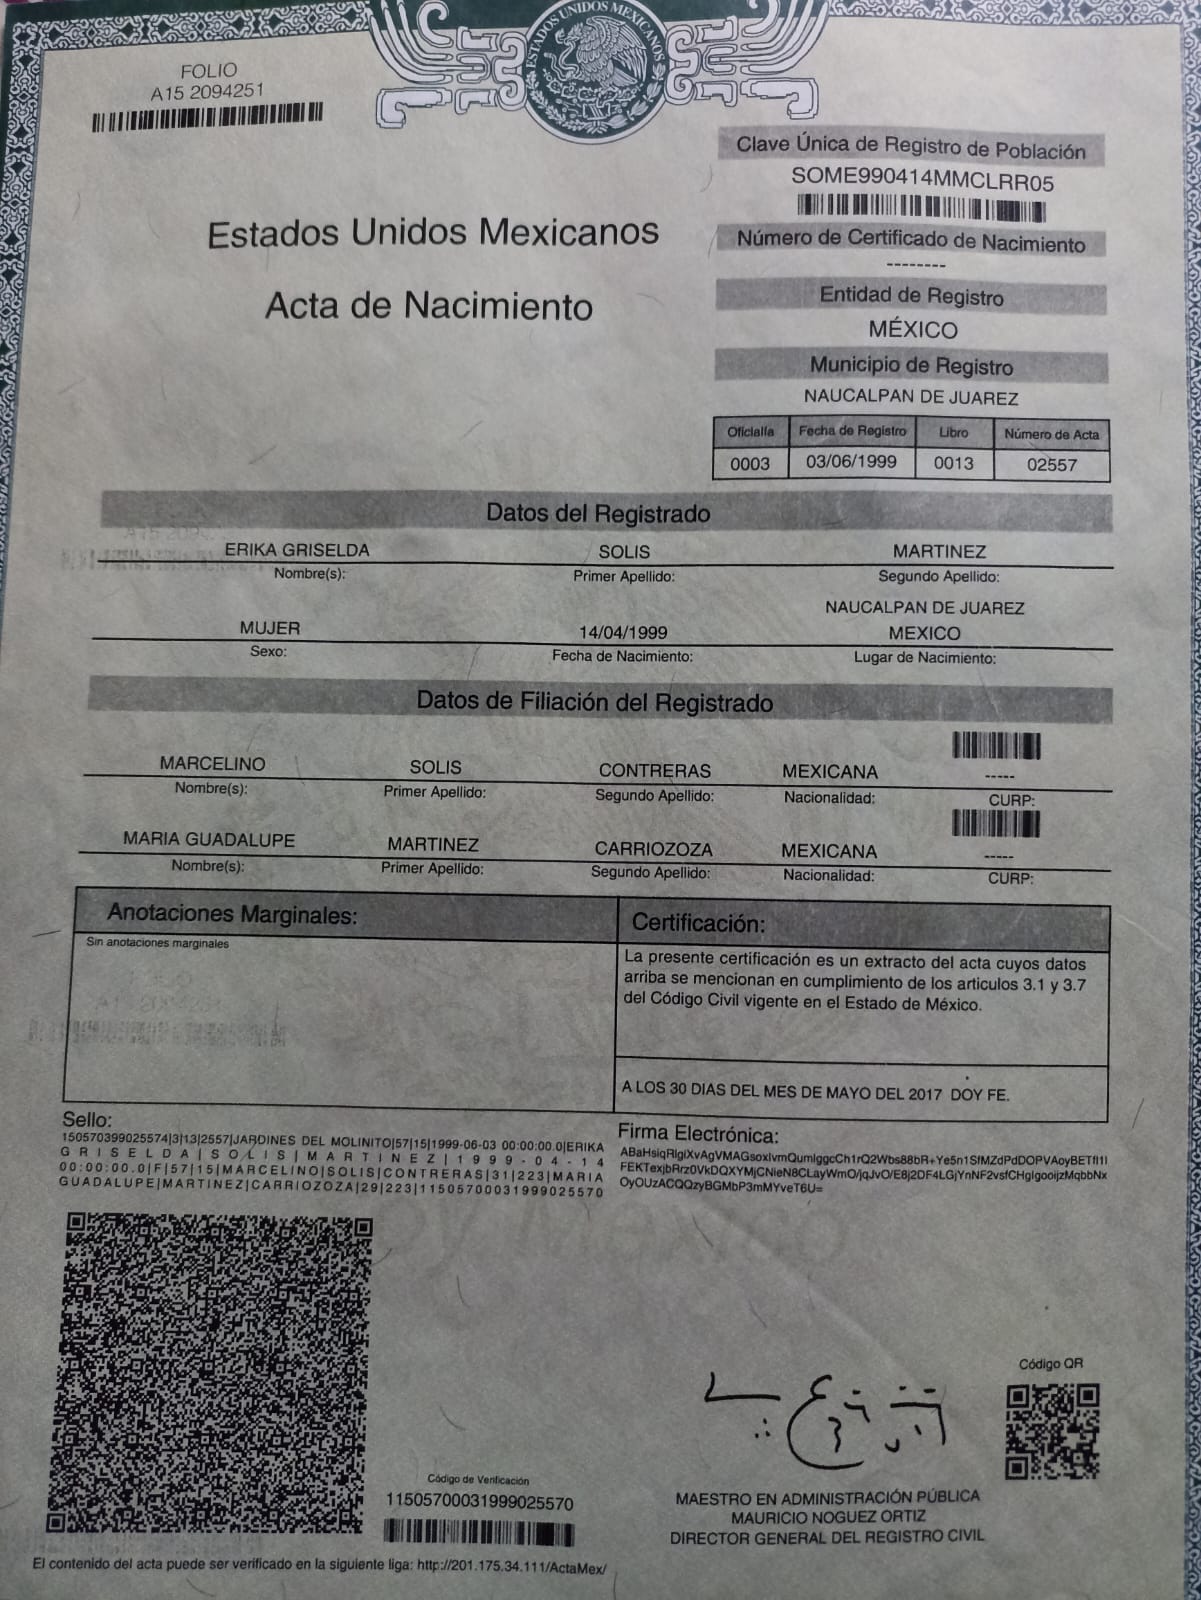 ESTADOS UNIDOS MEXICANOS
FOLIO
A15 2094251
Clave Única de Registro de Población
SOME990414MMCLRR05
Número de Certificado de Nacimiento
--------
Entidad de Registro
MÉXICO
Municipio de Registro
NAUCALPAN DE JUAREZ
Oficialía Fecha de Registro Libro Número de Acta
0003 03/06/1999 0013 02557
Estados Unidos Mexicanos
Acta de Nacimiento
Datos del Registrado
ERIKA GRISELDA SOLIS MARTINEZ
Nombre(s): Primer Apellido: Segundo Apellido:
NAUCALPAN DE JUAREZ
MUJER 14/04/1999 MEXICO
Sexo: Fecha de Nacimiento: Lugar de Nacimiento:
Datos de Filiación del Registrado
MARCELINO SOLIS CONTRERAS MEXICANA -----
Nombre(s): Primer Apellido: Segundo Apellido: Nacionalidad: CURP:
MARIA GUADALUPE MARTINEZ CARRIOZOZA MEXICANA -----
Nombre(s): Primer Apellido: Segundo Apellido: Nacionalidad: CURP:
Anotaciones Marginales:
Sin anotaciones marginales
Certificación:
La presente certificación es un extracto del acta cuyos datos
arriba se mencionan en cumplimiento de los articulos 3.1 y 3.7
del Código Civil vigente en el Estado de México.
A LOS 30 DIAS DEL MES DE MAYO DEL 2017 DOY FE.
Sello:
150570399025574|3|13|2557|JARDINES DEL MOLINITO|57|15|1999-06-03 00:00:00.0|ERIKA
GRISELDA|SOLIS|MARTINEZ|1999-04-14
00:00:00.0|F|57|15|MARCELINO|SOLIS|CONTRERAS|31|223|MARIA
GUADALUPE|MARTINEZ|CARRIOZOZA|29|223|11505700031999025570
Firma Electrónica:
Código QR
Código de Verificación
11505700031999025570
MAESTRO EN ADMINISTRACIÓN PÚBLICA
MAURICIO NOGUEZ ORTIZ
DIRECTOR GENERAL DEL REGISTRO CIVIL
El contenido del acta puede ser verificado en la siguiente liga: http://201.175.34.111/ActaMex/